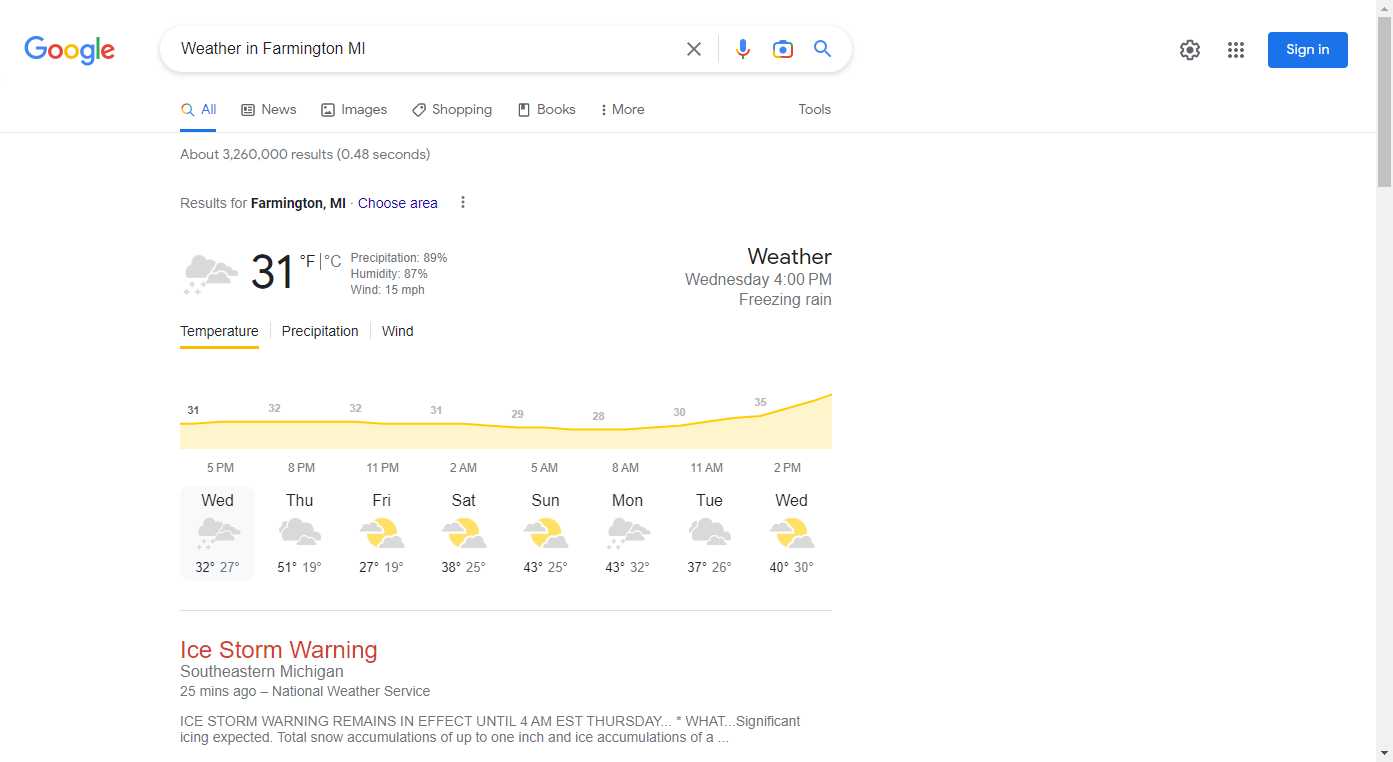 Google
Weather in Farmington MI
Sign in
All News Images Shopping Books More Tools
About 3,260,000 results (0.48 seconds)
Results for Farmington, MI · Choose area
31 °F | °C
Precipitation: 89%
Humidity: 87%
Wind: 15 mph
Weather
Wednesday 4:00 PM
Freezing rain
Temperature Precipitation Wind
31 32 32 31 29 28 30 35
5 PM 8 PM 11 PM 2 AM 5 AM 8 AM 11 AM 2 PM
Wed Thu Fri Sat Sun Mon Tue Wed
32° 27° 51° 19° 27° 19° 38° 25° 43° 25° 43° 32° 37° 26° 40° 30°
Ice Storm Warning
Southeastern Michigan
25 mins ago – National Weather Service
ICE STORM WARNING REMAINS IN EFFECT UNTIL 4 AM EST THURSDAY... * WHAT...Significant
icing expected. Total snow accumulations of up to one inch and ice accumulations of a ...